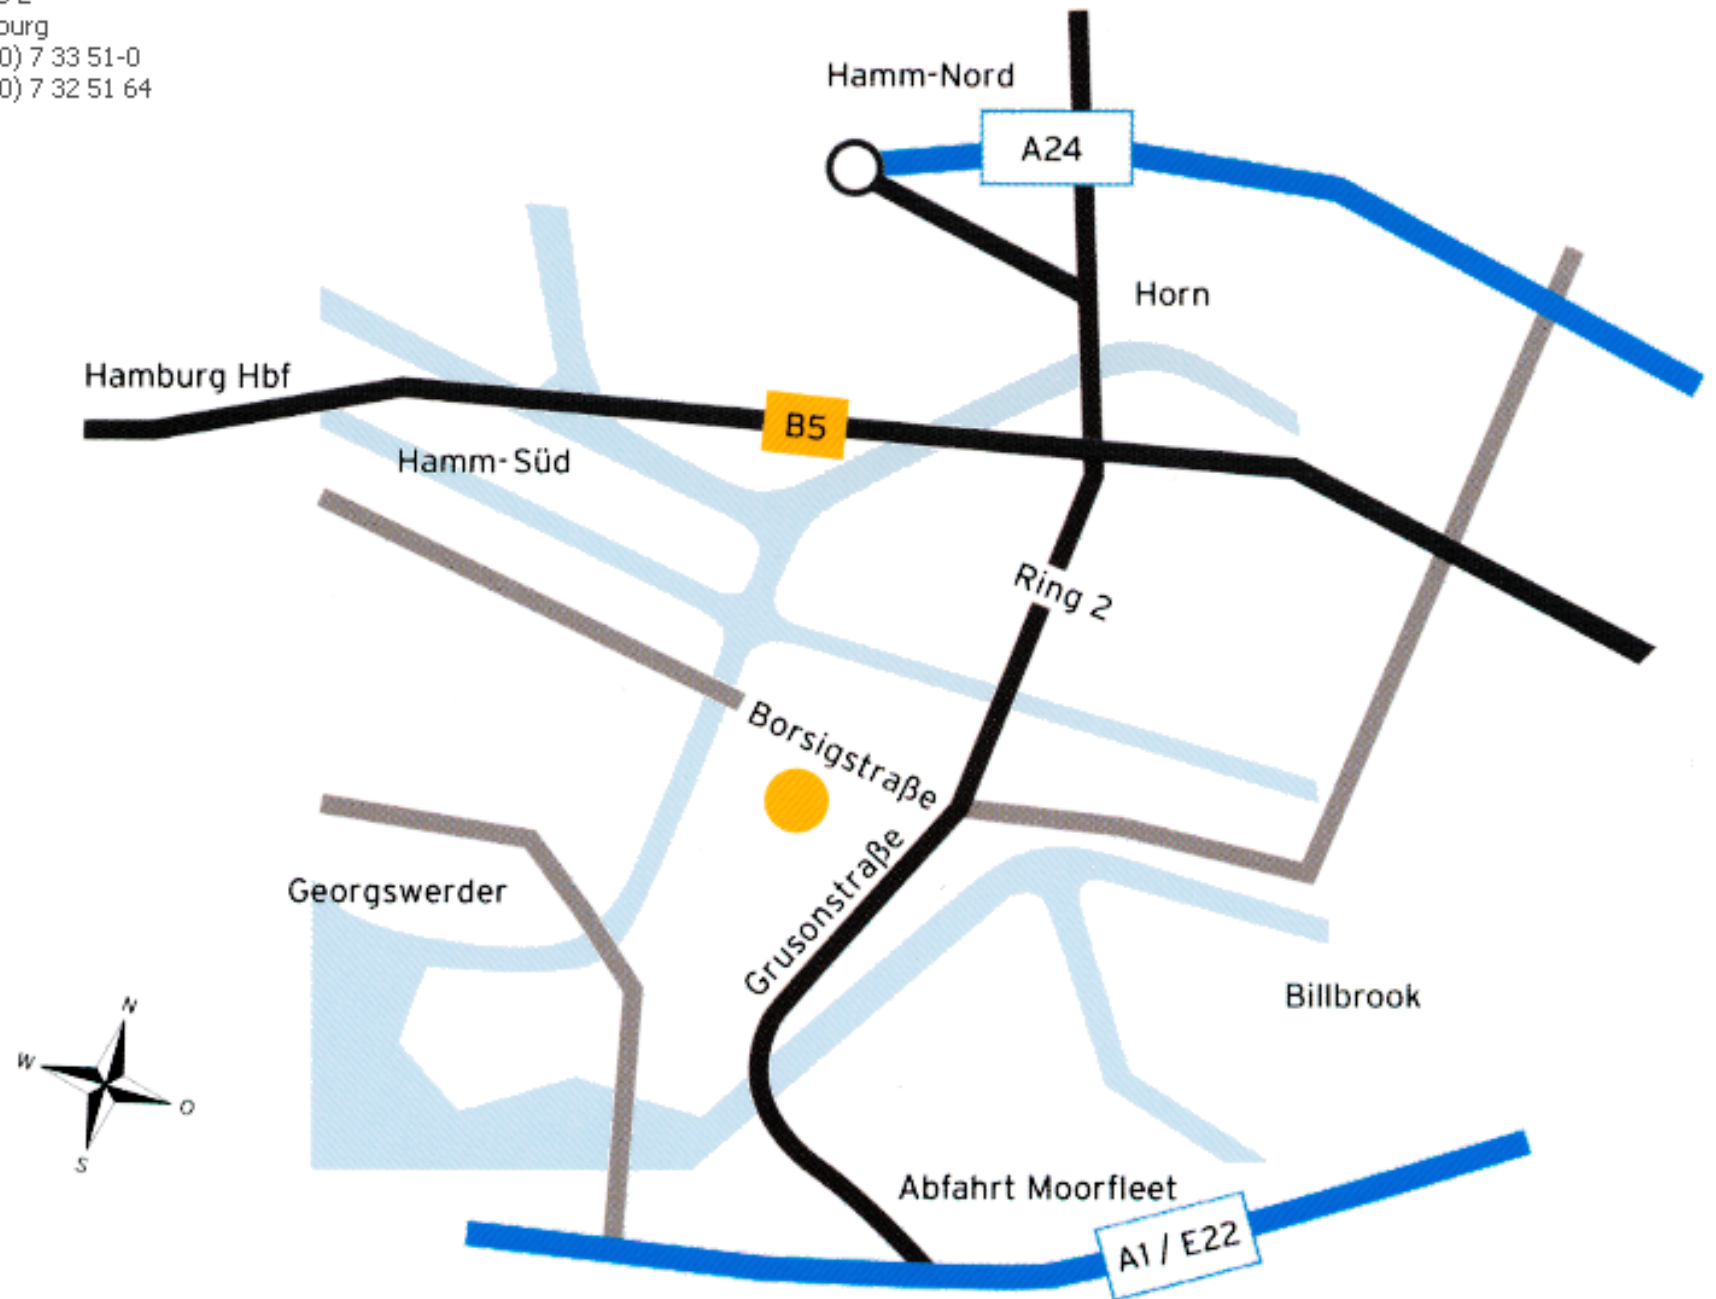 burg
0) 7 33 51-0
0) 7 32 51 64
Hamm-Nord
A24
Horn
Hamburg Hbf
B5
Hamm-Süd
Ring 2
Borsigstraße
Grusonstraße
Georgswerder
Billbrook
N
W
O
S
Abfahrt Moorfleet
A1 / E22